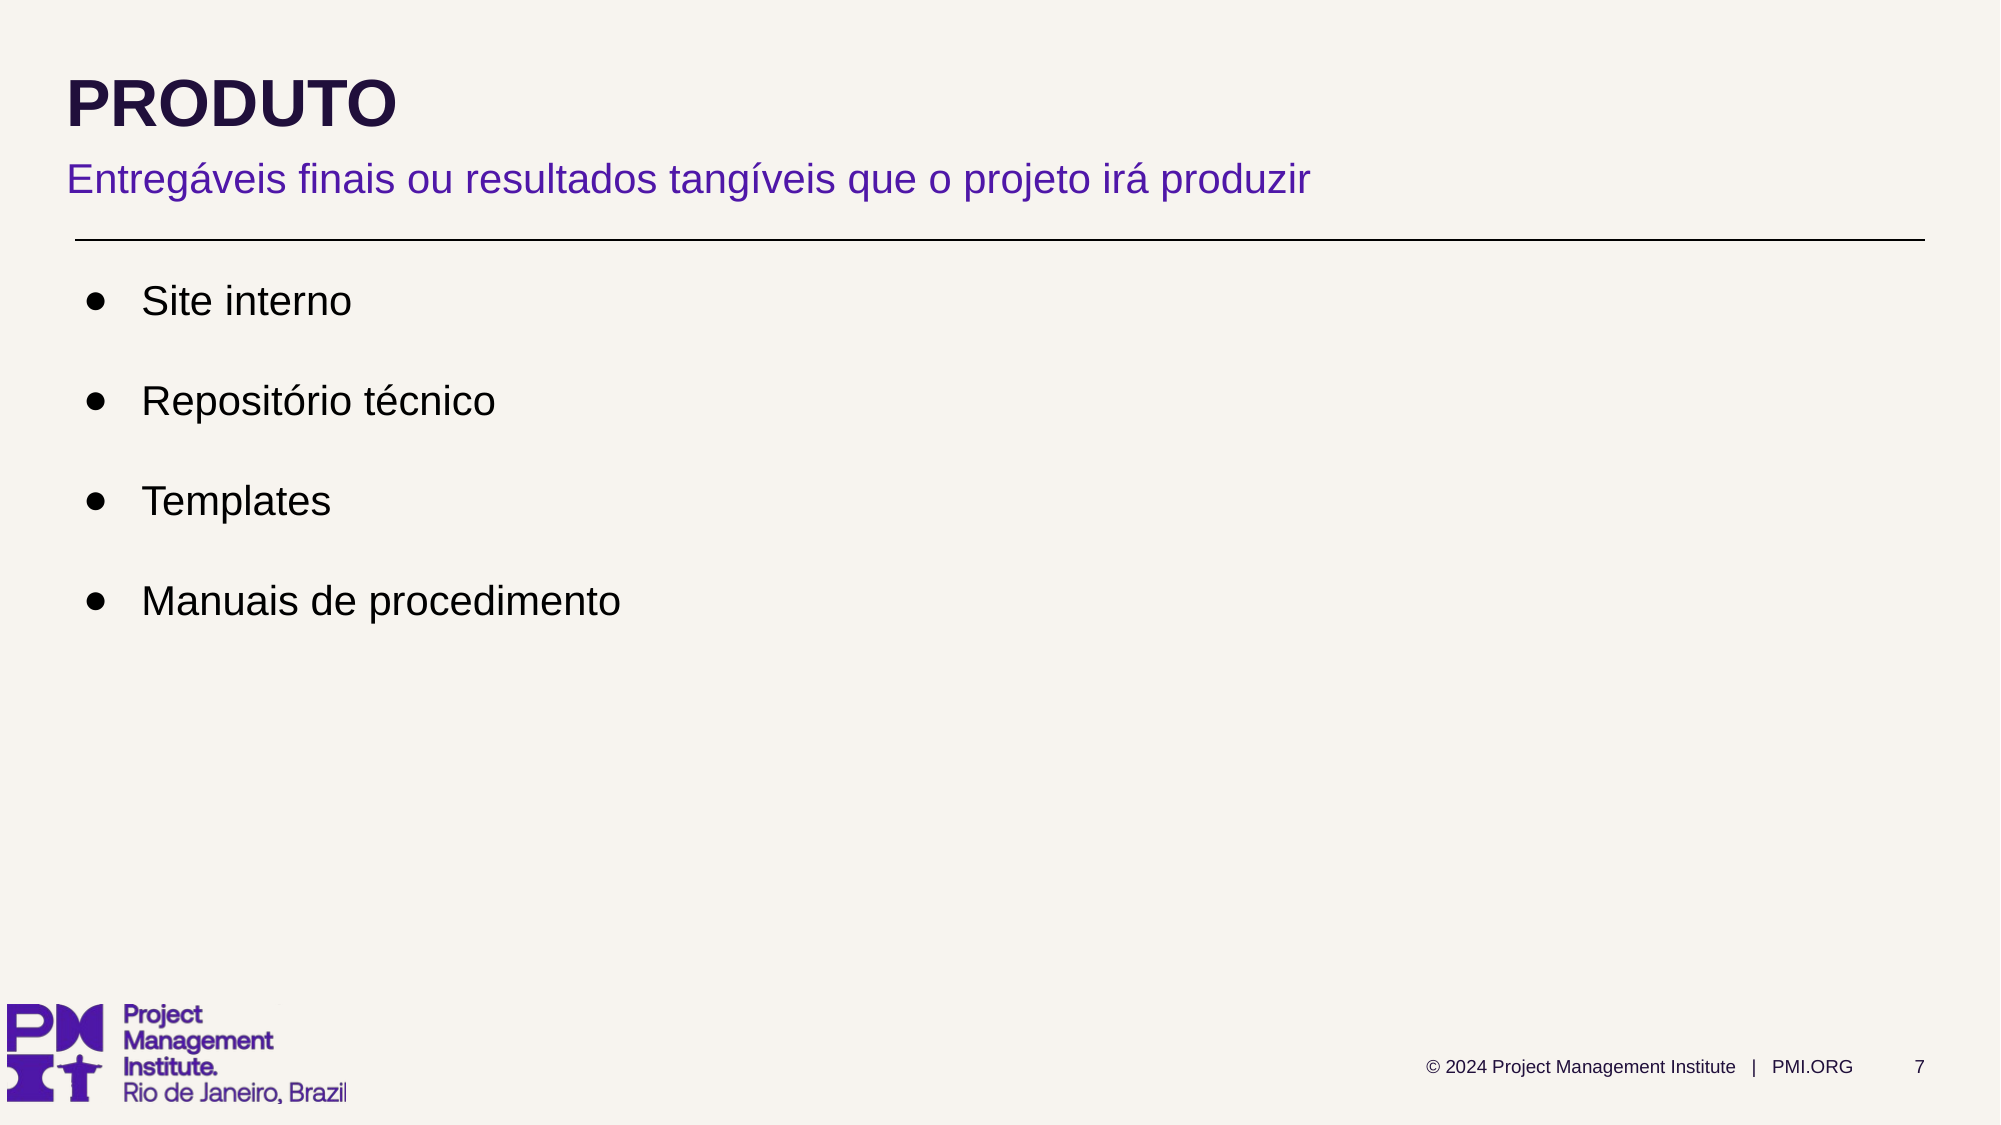 PRODUTO
Entregáveis finais ou resultados tangíveis que o projeto irá produzir
● Site interno
● Repositório técnico
● Templates
● Manuais de procedimento
Project
Management
Institute.
Rio de Janeiro, Brazil
© 2024 Project Management Institute | PMI.ORG 7